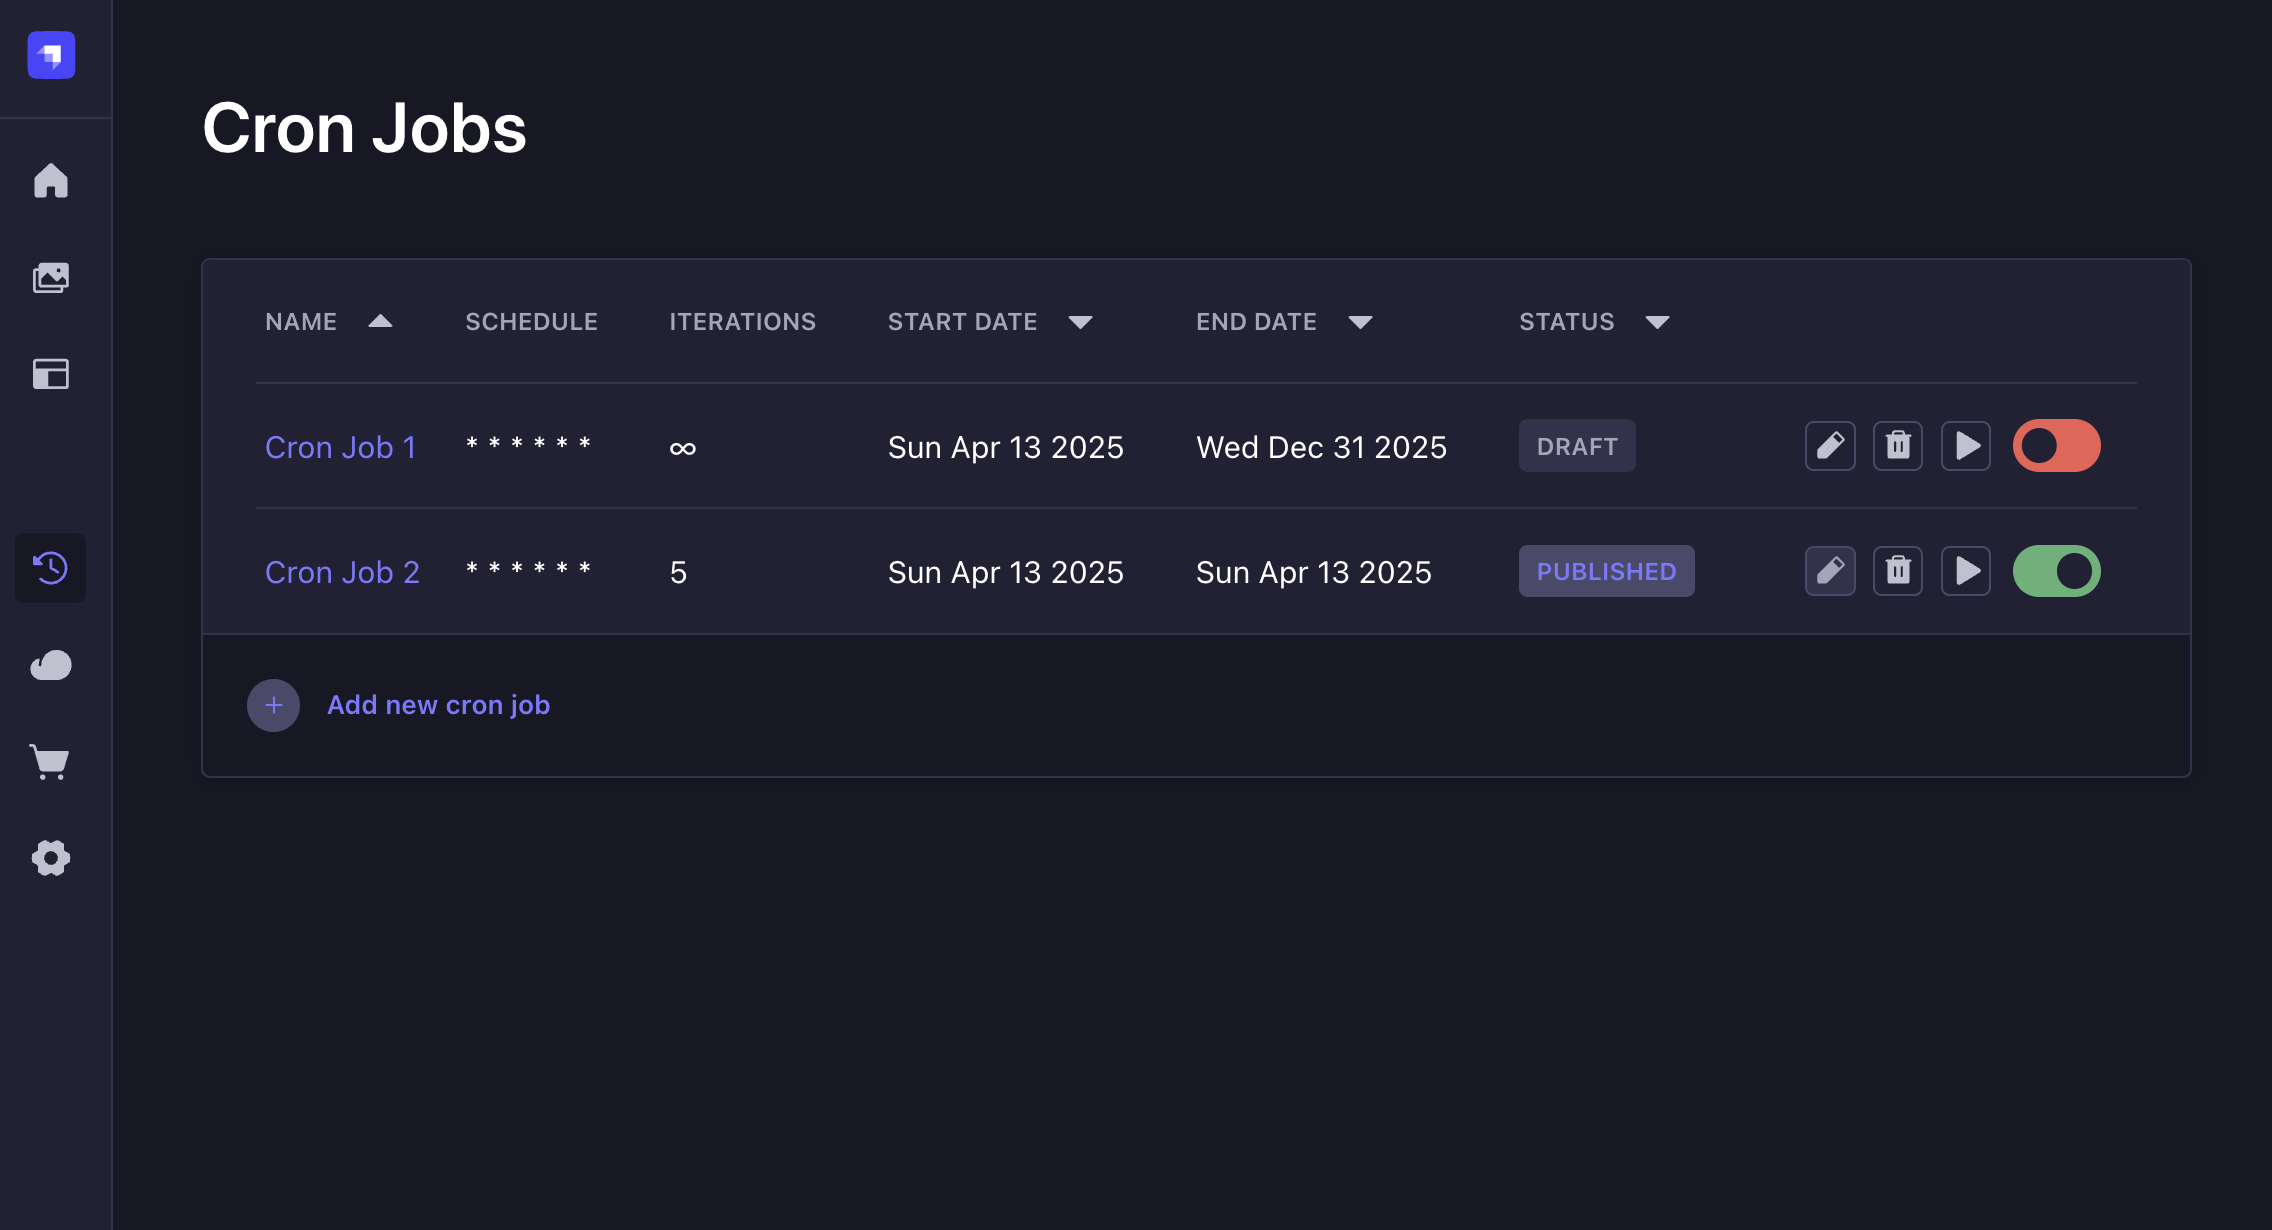 Cron Jobs
NAME SCHEDULE ITERATIONS START DATE END DATE STATUS
Cron Job 1 * * * * * * ∞ Sun Apr 13 2025 Wed Dec 31 2025 DRAFT
Cron Job 2 * * * * * * 5 Sun Apr 13 2025 Sun Apr 13 2025 PUBLISHED
Add new cron job